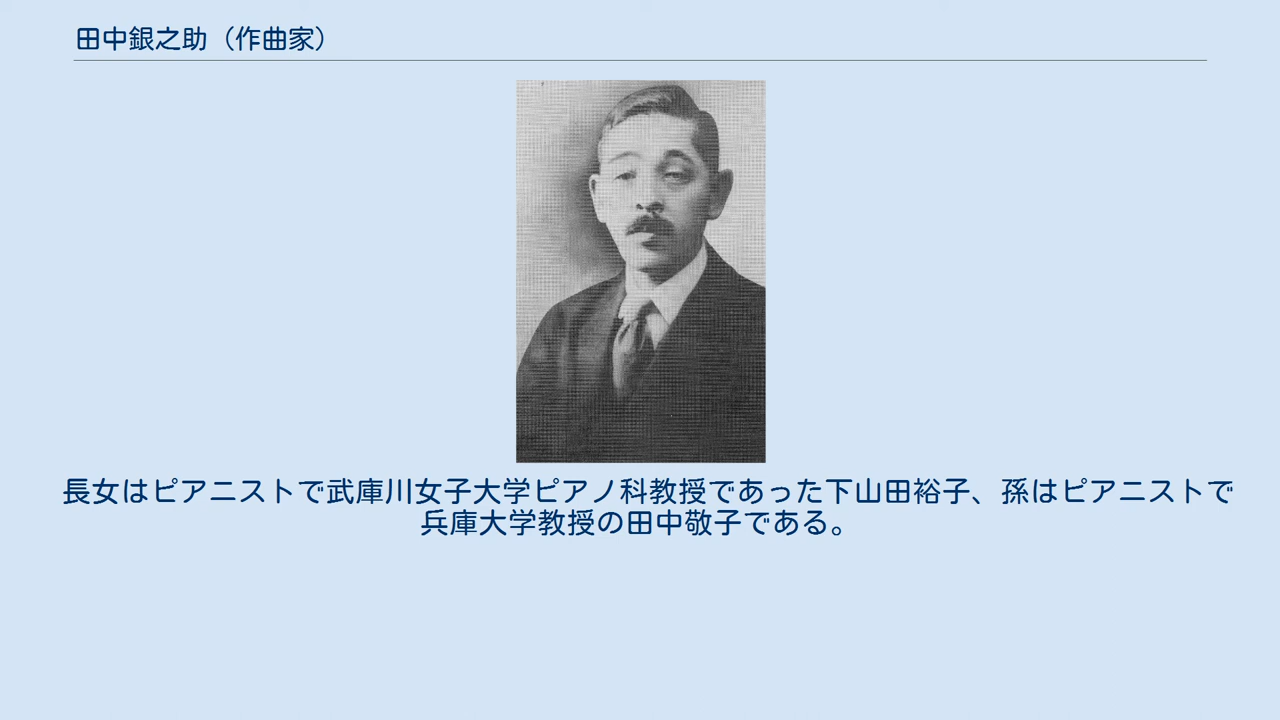 田中銀之助（作曲家）
長女はピアニストで武庫川女子大学ピアノ科教授であった下山田裕子、孫はピアニストで
兵庫大学教授の田中敬子である。